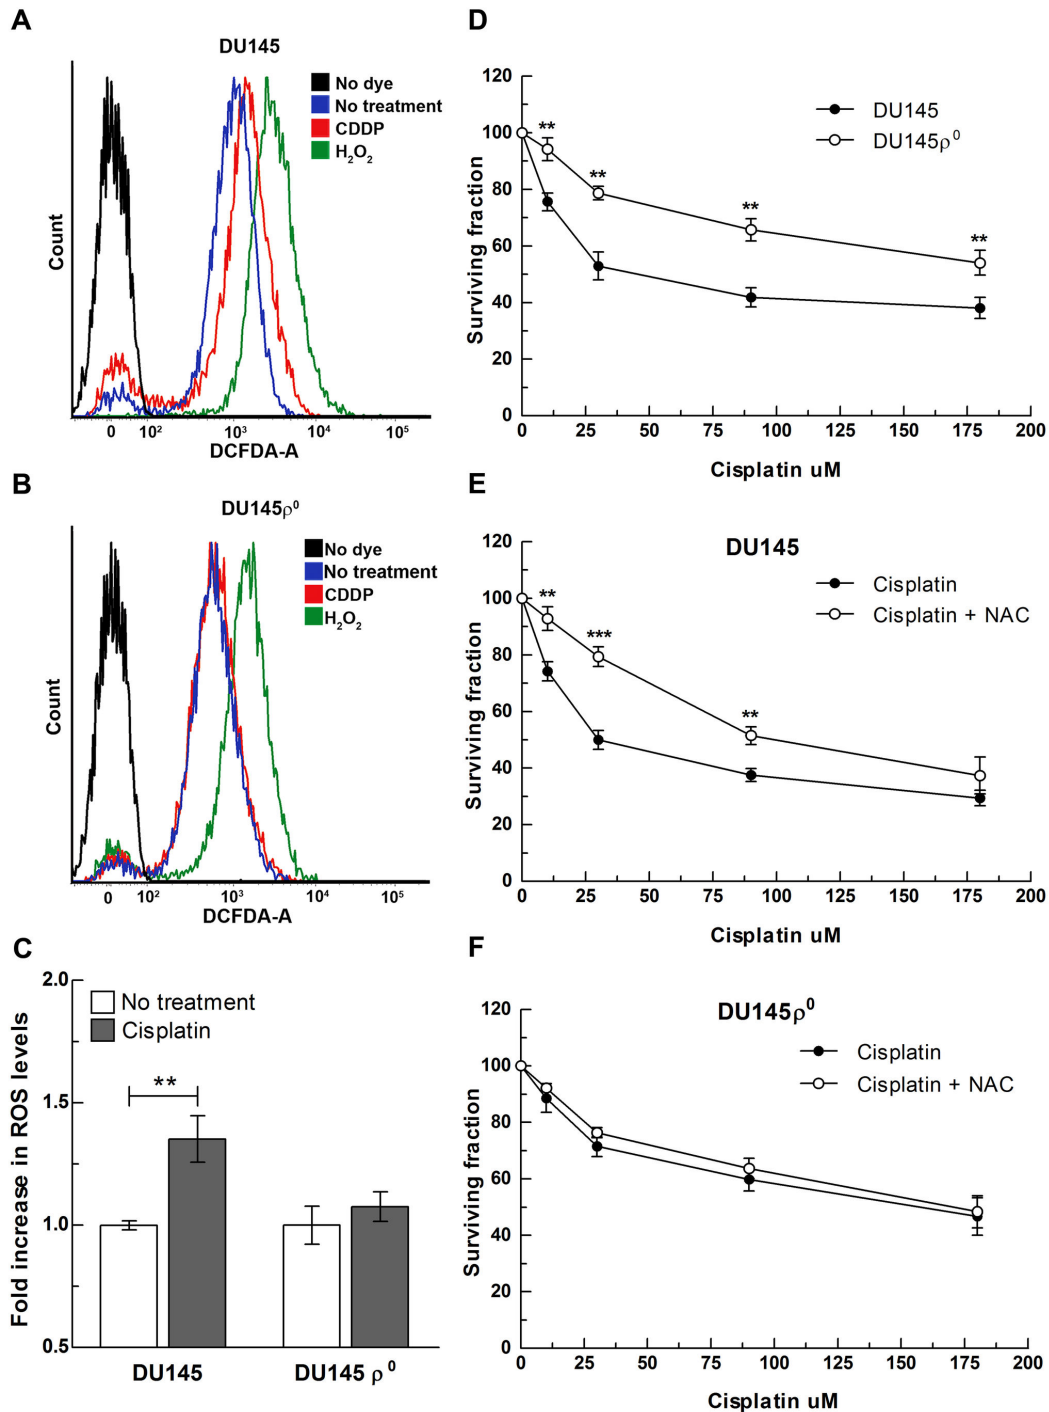 A
DU145
No dye
No treatment
CDDP
H₂O₂
Count
0 10² 10³ 10⁴ 10⁵
DCFDA-A
B
DU145ρ⁰
No dye
No treatment
CDDP
H₂O₂
Count
0 10² 10³ 10⁴ 10⁵
DCFDA-A
C
No treatment
Cisplatin
Fold increase in ROS levels
2.0
1.5
1.0
0.5
**
DU145 DU145 ρ⁰
D
DU145
DU145ρ⁰
Surviving fraction
120
100
80
60
40
20
0
** ** ** **
0 25 50 75 100 125 150 175 200
Cisplatin uM
E
DU145
Cisplatin
Cisplatin + NAC
Surviving fraction
120
100
80
60
40
20
0
** *** **
0 25 50 75 100 125 150 175 200
Cisplatin uM
F
DU145ρ⁰
Cisplatin
Cisplatin + NAC
Surviving fraction
120
100
80
60
40
20
0
0 25 50 75 100 125 150 175 200
Cisplatin uM